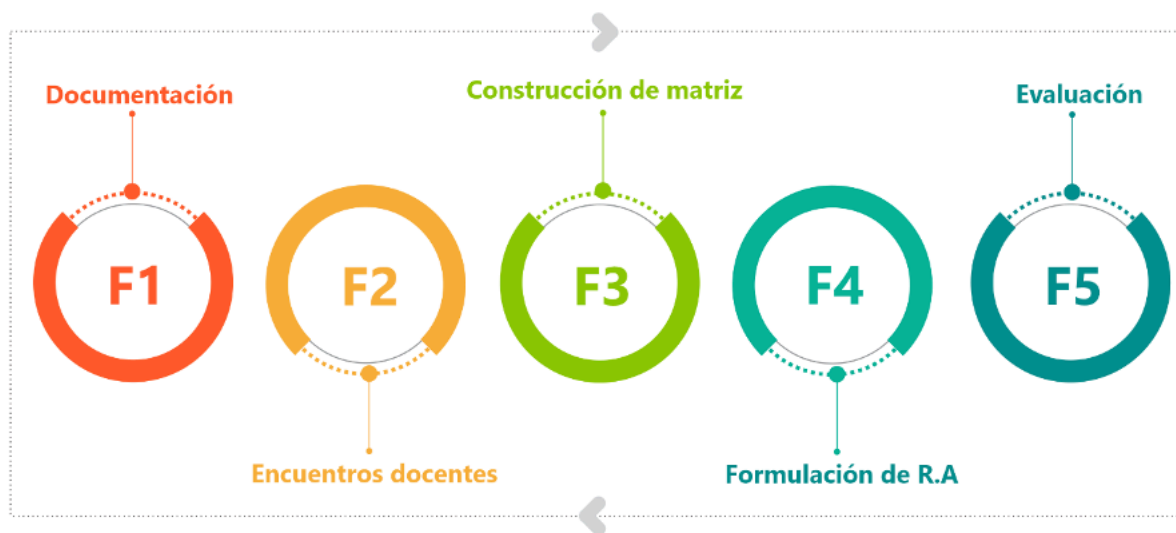 Documentación
Construcción de matriz
Evaluación
F1
F2
F3
F4
F5
Encuentros docentes
Formulación de R.A